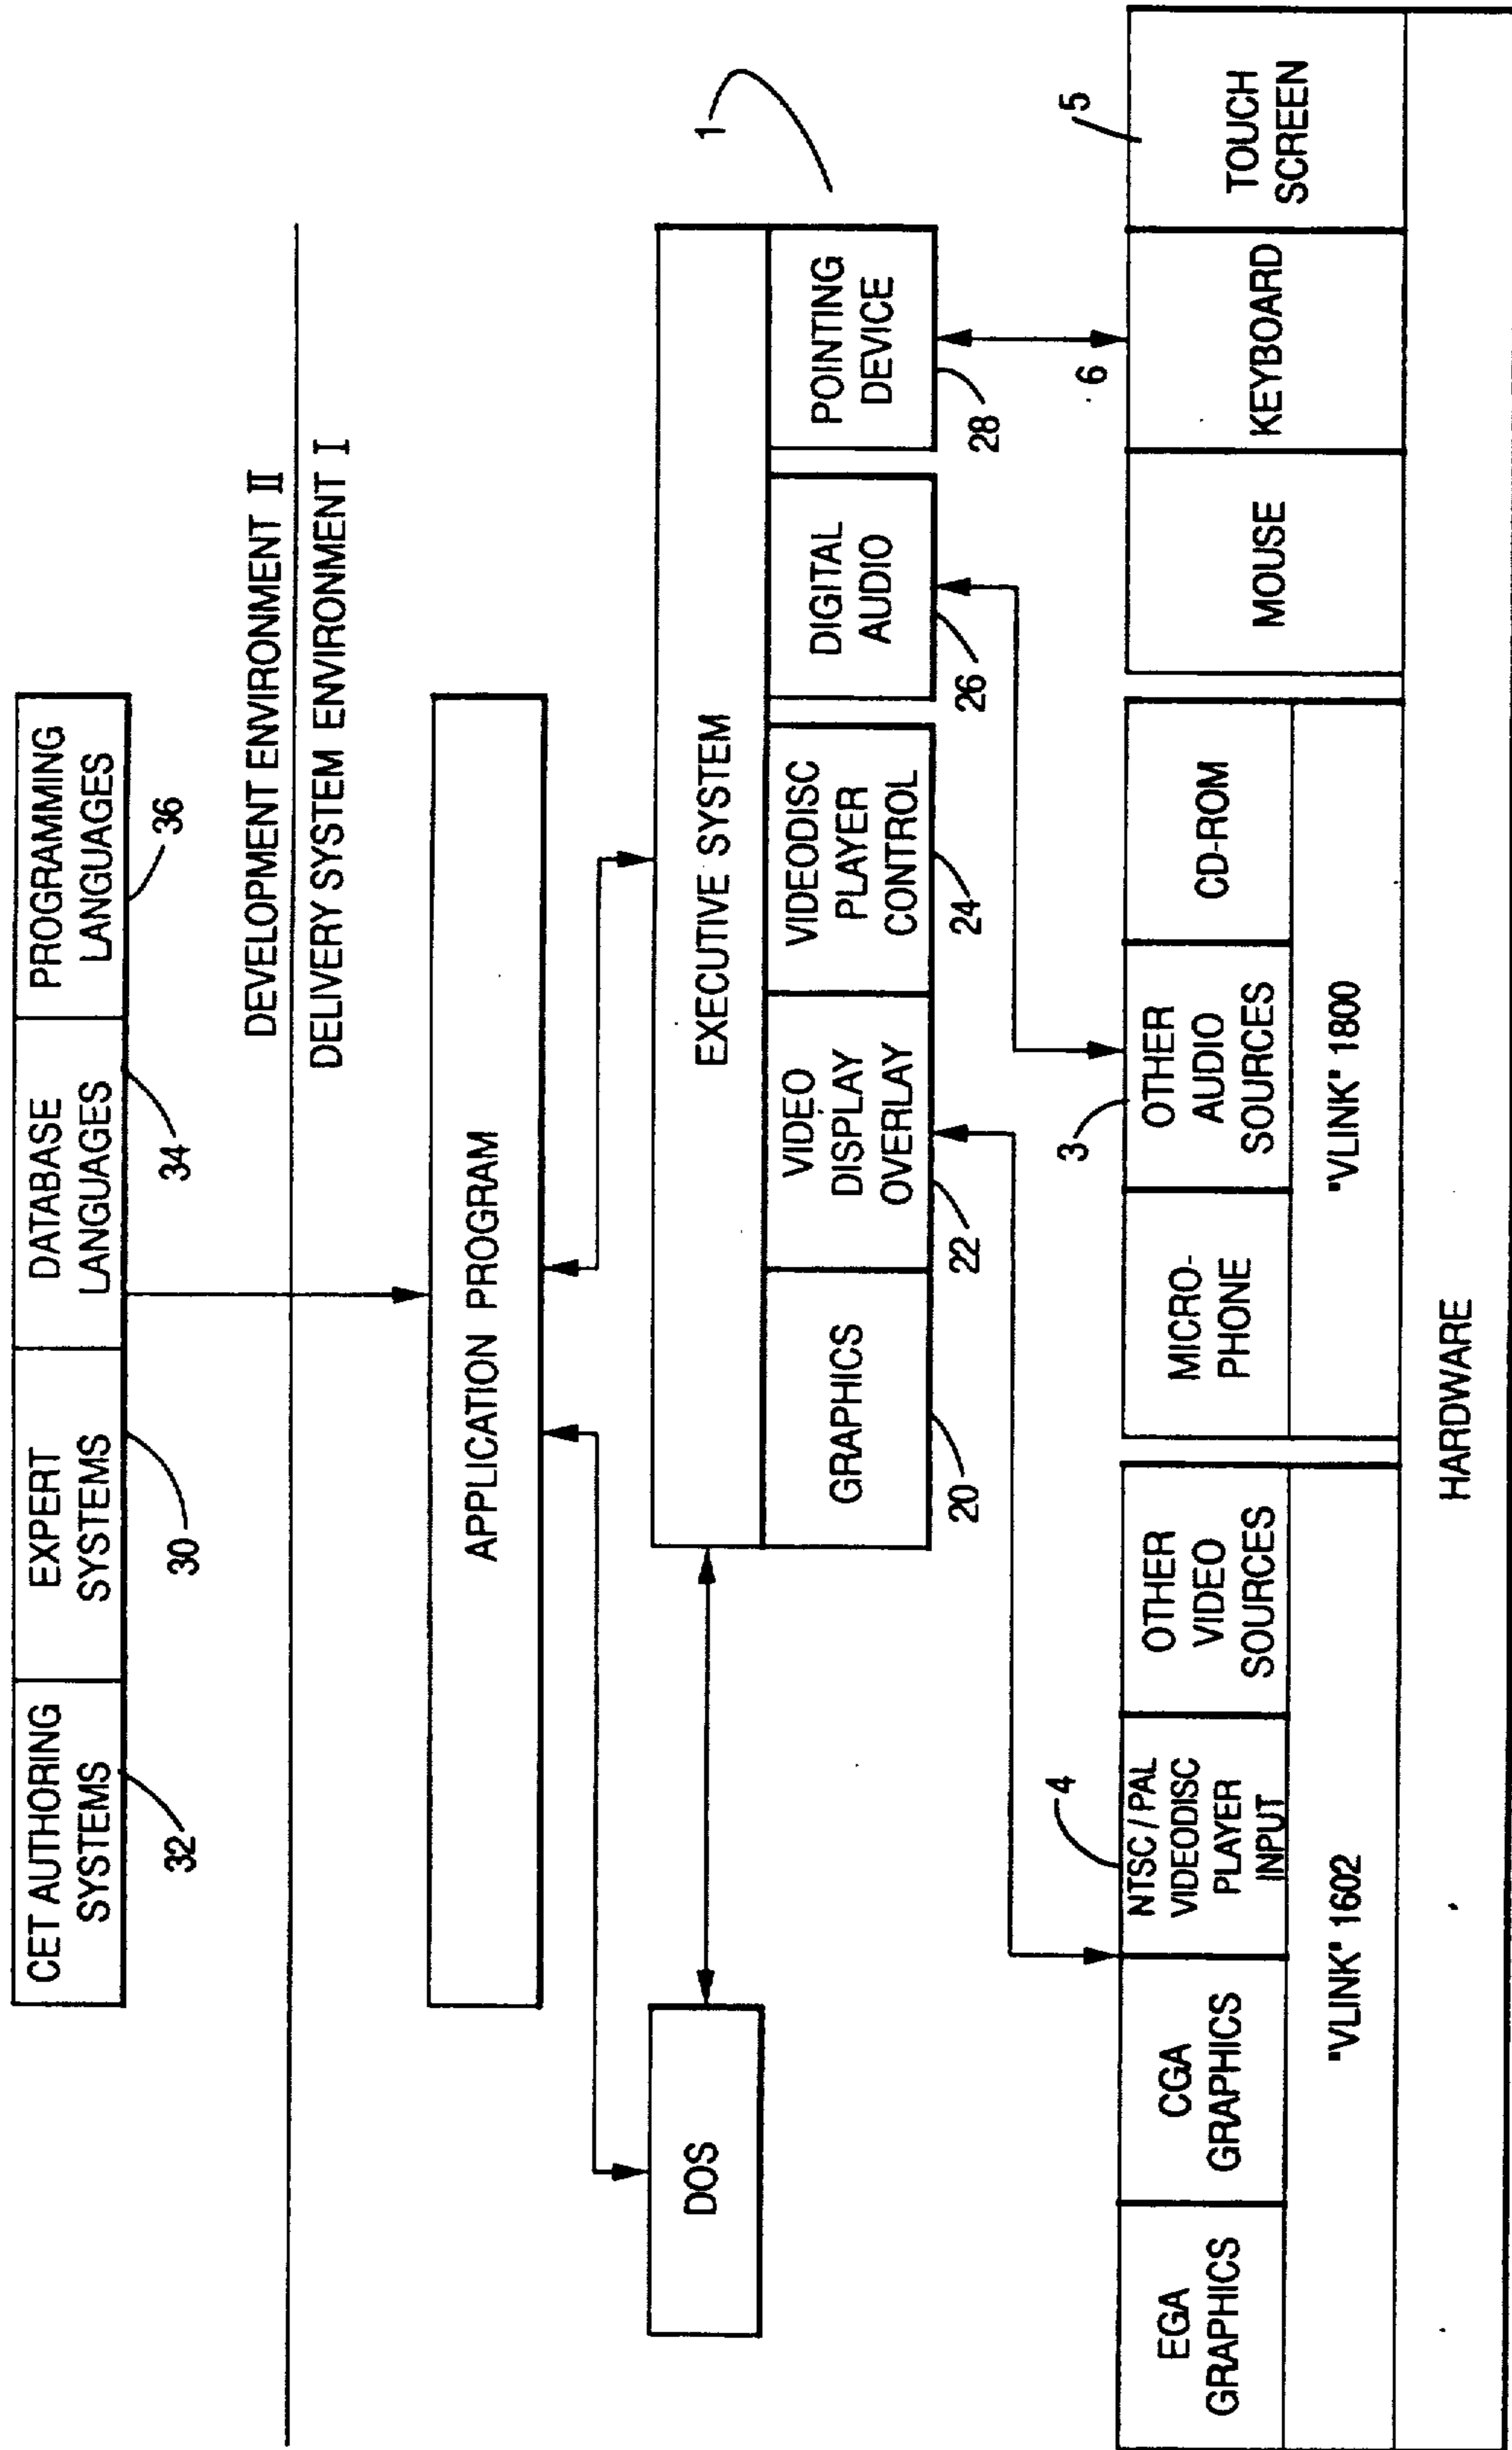 CET AUTHORING
SYSTEMS
32
EXPERT
SYSTEMS
30
DATABASE
LANGUAGES
34
PROGRAMMING
LANGUAGES
36
DEVELOPMENT ENVIRONMENT II
DELIVERY SYSTEM ENVIRONMENT I
APPLICATION PROGRAM
1
DOS
EXECUTIVE SYSTEM
GRAPHICS
20
VIDEO
DISPLAY
OVERLAY
22
VIDEODISC
PLAYER
CONTROL
24
DIGITAL
AUDIO
26
POINTING
DEVICE
28
EGA
GRAPHICS
CGA
GRAPHICS
4
NTSC / PAL
VIDEODISC
PLAYER
INPUT
OTHER
VIDEO
SOURCES
"VLINK" 1602
MICRO-
PHONE
3
OTHER
AUDIO
SOURCES
CD-ROM
"VLINK" 1800
MOUSE
6
KEYBOARD
5
TOUCH
SCREEN
HARDWARE